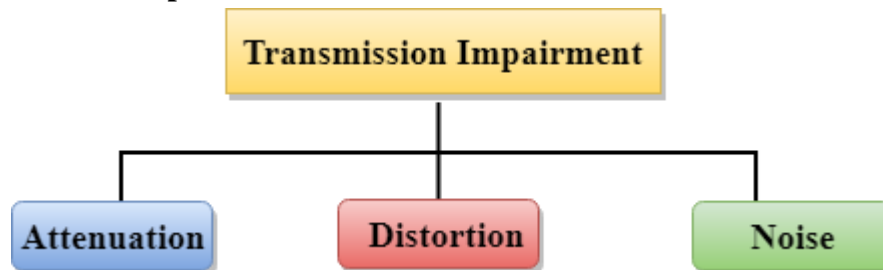 Transmission Impairment
Attenuation
Distortion
Noise